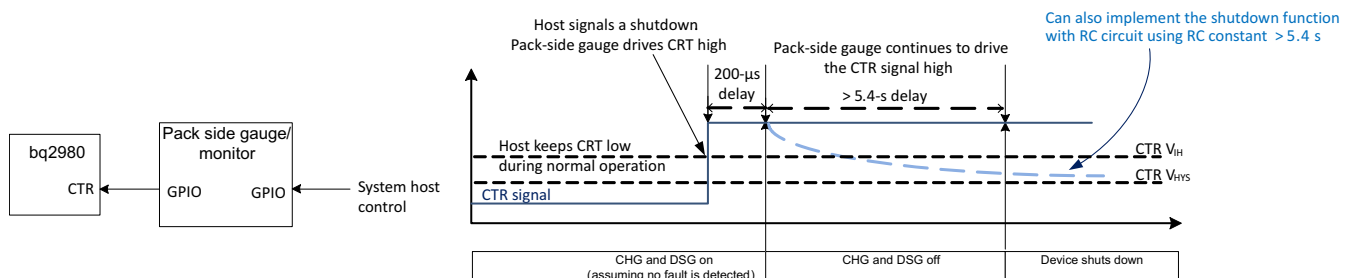 bq2980
CTR
Pack side gauge/
monitor
GPIO
GPIO
System host
control
Host signals a shutdown
Pack-side gauge drives CRT high
200-µs
delay
Pack-side gauge continues to drive
the CTR signal high
> 5.4-s delay
Can also implement the shutdown function
with RC circuit using RC constant > 5.4 s
Host keeps CRT low
during normal operation
CTR signal
CTR VIH
CTR VHYS
CHG and DSG on
(assuming no fault is detected)
CHG and DSG off
Device shuts down